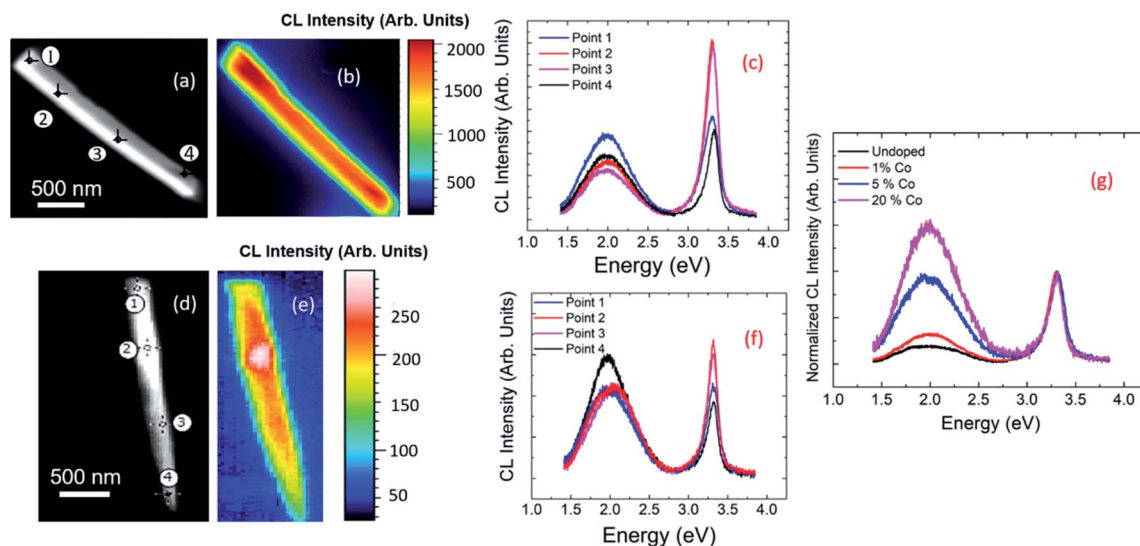 CL Intensity (Arb. Units)
(a)
①
②
③
④
500 nm
(b)
2000
1500
1000
500
CL Intensity (Arb. Units)
Point 1
Point 2
Point 3
Point 4
(c)
1.0 1.5 2.0 2.5 3.0 3.5 4.0
Energy (eV)
CL Intensity (Arb. Units)
(d)
①
②
③
④
500 nm
(e)
250
200
150
100
50
CL Intensity (Arb. Units)
Point 1
Point 2
Point 3
Point 4
(f)
1.0 1.5 2.0 2.5 3.0 3.5 4.0
Energy (eV)
Normalized CL Intensity (Arb. Units)
Undoped
1% Co
5 % Co
20 % Co
(g)
1.0 1.5 2.0 2.5 3.0 3.5 4.0
Energy (eV)